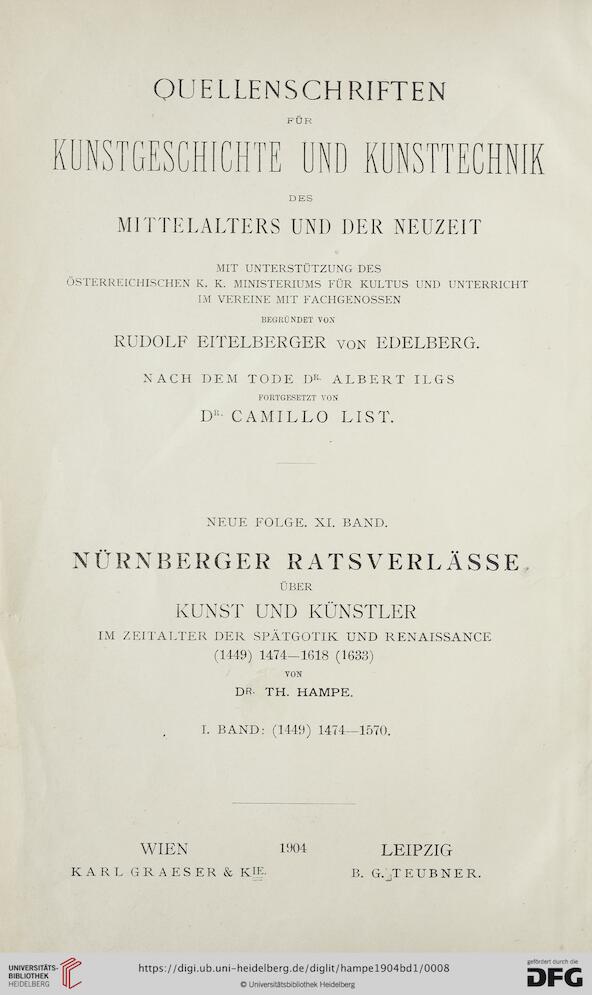 QUELLENSCHRIFTEN
FÜR
KUNSTGESCHICHTE UND KUNSTTECHNIK
DES
MITTELALTERS UND DER NEUZEIT
MIT UNTERSTÜTZUNG DES
ÖSTERREICHISCHEN K. K. MINISTERIUMS FÜR KULTUS UND UNTERRICHT
IM VEREINE MIT FACHGENOSSEN
BEGRÜNDET VON
RUDOLF EITELBERGER VON EDELBERG.
NACH DEM TODE DR. ALBERT ILGS
FORTGESETZT VON
DR. CAMILLO LIST.
NEUE FOLGE. XI. BAND.
NÜRNBERGER RATSVERLÄSSE
ÜBER
KUNST UND KÜNSTLER
IM ZEITALTER DER SPÄTGOTIK UND RENAISSANCE
(1449) 1474—1618 (1633)
VON
DR. TH. HAMPE.
I. BAND: (1449) 1474—1570.
WIEN 1904 LEIPZIG
KARL GRAESER & KIE. B. G. TEUBNER.
UNIVERSITÄTS-
BIBLIOTHEK
HEIDELBERG
https://digi.ub.uni-heidelberg.de/diglit/hampe1904bd1/0008
© Universitätsbibliothek Heidelberg
gefördert durch die
DFG